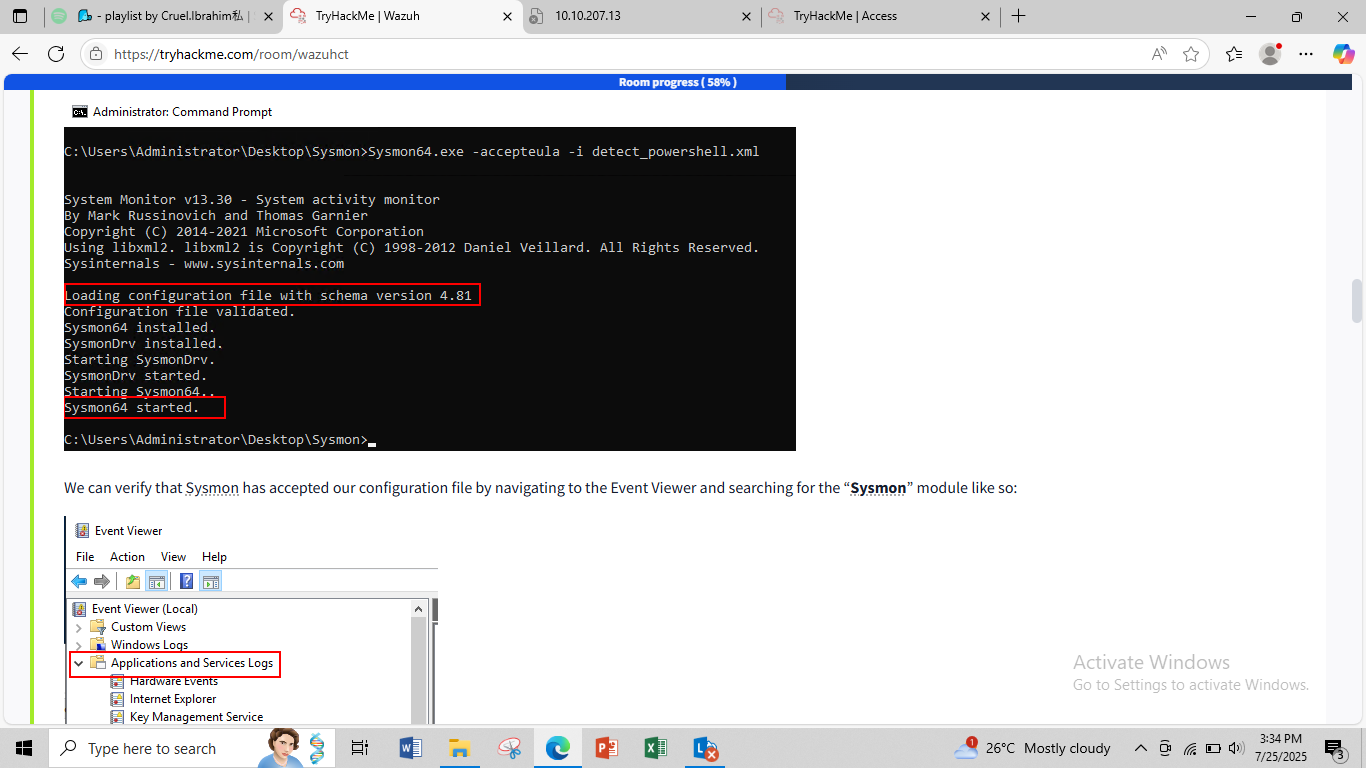 - playlist by Cruel.Ibrahim私 |
TryHackMe | Wazuh
10.10.207.13
TryHackMe | Access
https://tryhackme.com/room/wazuhct
Room progress ( 58% )
Administrator: Command Prompt
C:\Users\Administrator\Desktop\Sysmon>Sysmon64.exe -accepteula -i detect_powershell.xml
System Monitor v13.30 - System activity monitor
By Mark Russinovich and Thomas Garnier
Copyright (C) 2014-2021 Microsoft Corporation
Using libxml2. libxml2 is Copyright (C) 1998-2012 Daniel Veillard. All Rights Reserved.
Sysinternals - www.sysinternals.com
Loading configuration file with schema version 4.81
Configuration file validated.
Sysmon64 installed.
SysmonDrv installed.
Starting SysmonDrv.
SysmonDrv started.
Starting Sysmon64..
Sysmon64 started.
C:\Users\Administrator\Desktop\Sysmon>
We can verify that Sysmon has accepted our configuration file by navigating to the Event Viewer and searching for the “Sysmon” module like so:
Event Viewer
File Action View Help
Event Viewer (Local)
Custom Views
Windows Logs
Applications and Services Logs
Hardware Events
Internet Explorer
Key Management Service
Activate Windows
Go to Settings to activate Windows.
Type here to search
1
26°C Mostly cloudy
3:34 PM
7/25/2025
3